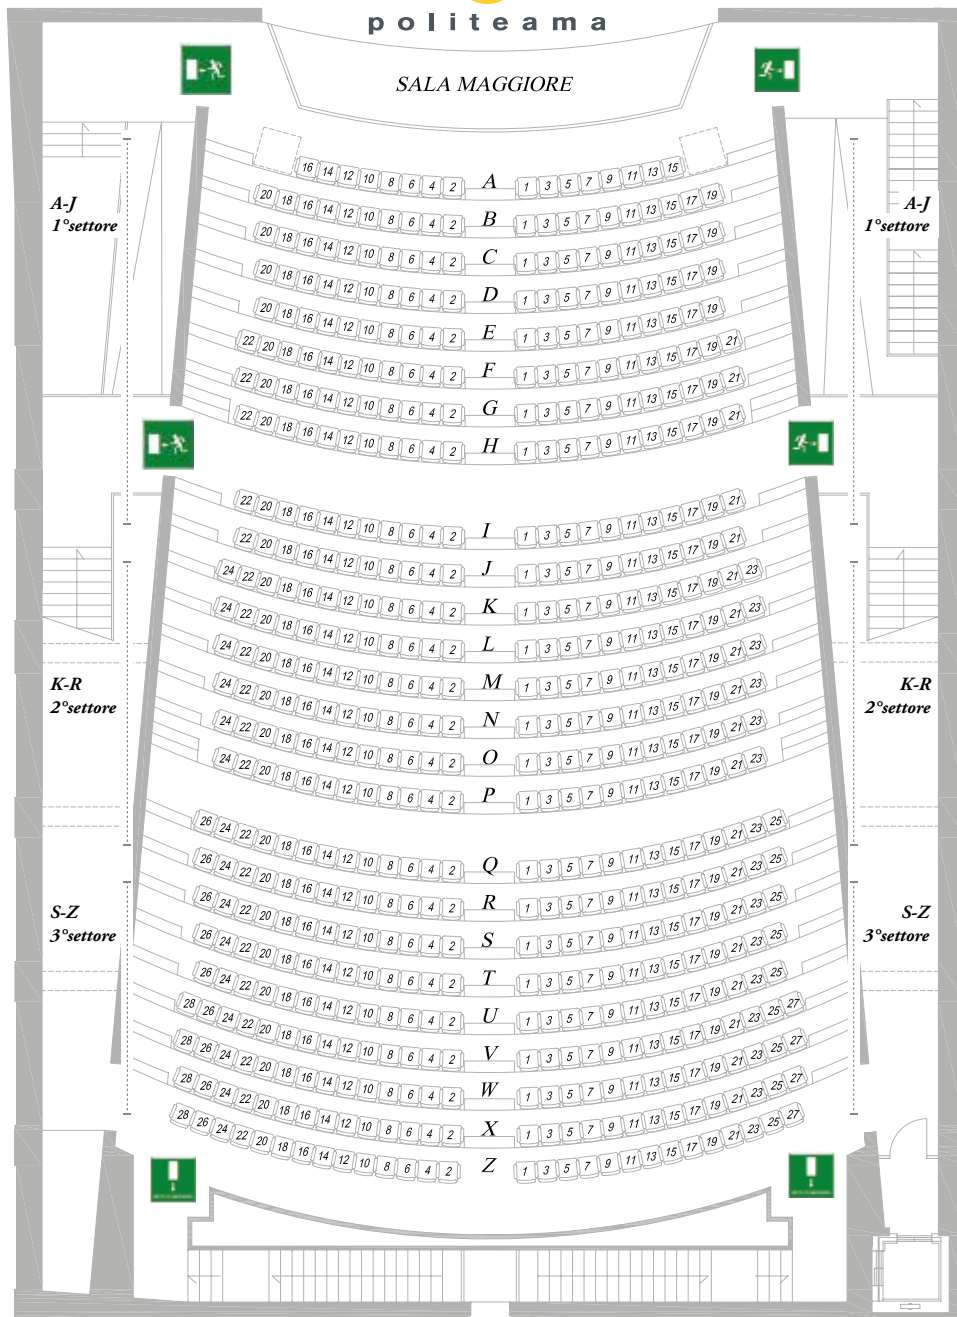 politeama
SALA MAGGIORE
16 14 12 10 8 6 4 2 A 1 3 5 7 9 11 13 15
A-J
1°settore
A-J
1°settore
20 18 16 14 12 10 8 6 4 2 B 1 3 5 7 9 11 13 15 17 19
20 18 16 14 12 10 8 6 4 2 C 1 3 5 7 9 11 13 15 17 19
20 18 16 14 12 10 8 6 4 2 D 1 3 5 7 9 11 13 15 17 19
20 18 16 14 12 10 8 6 4 2 E 1 3 5 7 9 11 13 15 17 19
22 20 18 16 14 12 10 8 6 4 2 F 1 3 5 7 9 11 13 15 17 19 21
22 20 18 16 14 12 10 8 6 4 2 G 1 3 5 7 9 11 13 15 17 19 21
22 20 18 16 14 12 10 8 6 4 2 H 1 3 5 7 9 11 13 15 17 19 21
22 20 18 16 14 12 10 8 6 4 2 I 1 3 5 7 9 11 13 15 17 19 21
22 20 18 16 14 12 10 8 6 4 2 J 1 3 5 7 9 11 13 15 17 19 21
24 22 20 18 16 14 12 10 8 6 4 2 K 1 3 5 7 9 11 13 15 17 19 21 23
24 22 20 18 16 14 12 10 8 6 4 2 L 1 3 5 7 9 11 13 15 17 19 21 23
24 22 20 18 16 14 12 10 8 6 4 2 M 1 3 5 7 9 11 13 15 17 19 21 23
K-R
2°settore
K-R
2°settore
24 22 20 18 16 14 12 10 8 6 4 2 N 1 3 5 7 9 11 13 15 17 19 21 23
24 22 20 18 16 14 12 10 8 6 4 2 O 1 3 5 7 9 11 13 15 17 19 21 23
24 22 20 18 16 14 12 10 8 6 4 2 P 1 3 5 7 9 11 13 15 17 19 21 23
26 24 22 20 18 16 14 12 10 8 6 4 2 Q 1 3 5 7 9 11 13 15 17 19 21 23 25
26 24 22 20 18 16 14 12 10 8 6 4 2 R 1 3 5 7 9 11 13 15 17 19 21 23 25
S-Z
3°settore
S-Z
3°settore
26 24 22 20 18 16 14 12 10 8 6 4 2 S 1 3 5 7 9 11 13 15 17 19 21 23 25
26 24 22 20 18 16 14 12 10 8 6 4 2 T 1 3 5 7 9 11 13 15 17 19 21 23 25
26 24 22 20 18 16 14 12 10 8 6 4 2 U 1 3 5 7 9 11 13 15 17 19 21 23 25
28 26 24 22 20 18 16 14 12 10 8 6 4 2 V 1 3 5 7 9 11 13 15 17 19 21 23 25 27
28 26 24 22 20 18 16 14 12 10 8 6 4 2 W 1 3 5 7 9 11 13 15 17 19 21 23 25 27
28 26 24 22 20 18 16 14 12 10 8 6 4 2 X 1 3 5 7 9 11 13 15 17 19 21 23 25 27
28 26 24 22 20 18 16 14 12 10 8 6 4 2 Z 1 3 5 7 9 11 13 15 17 19 21 23 25 27